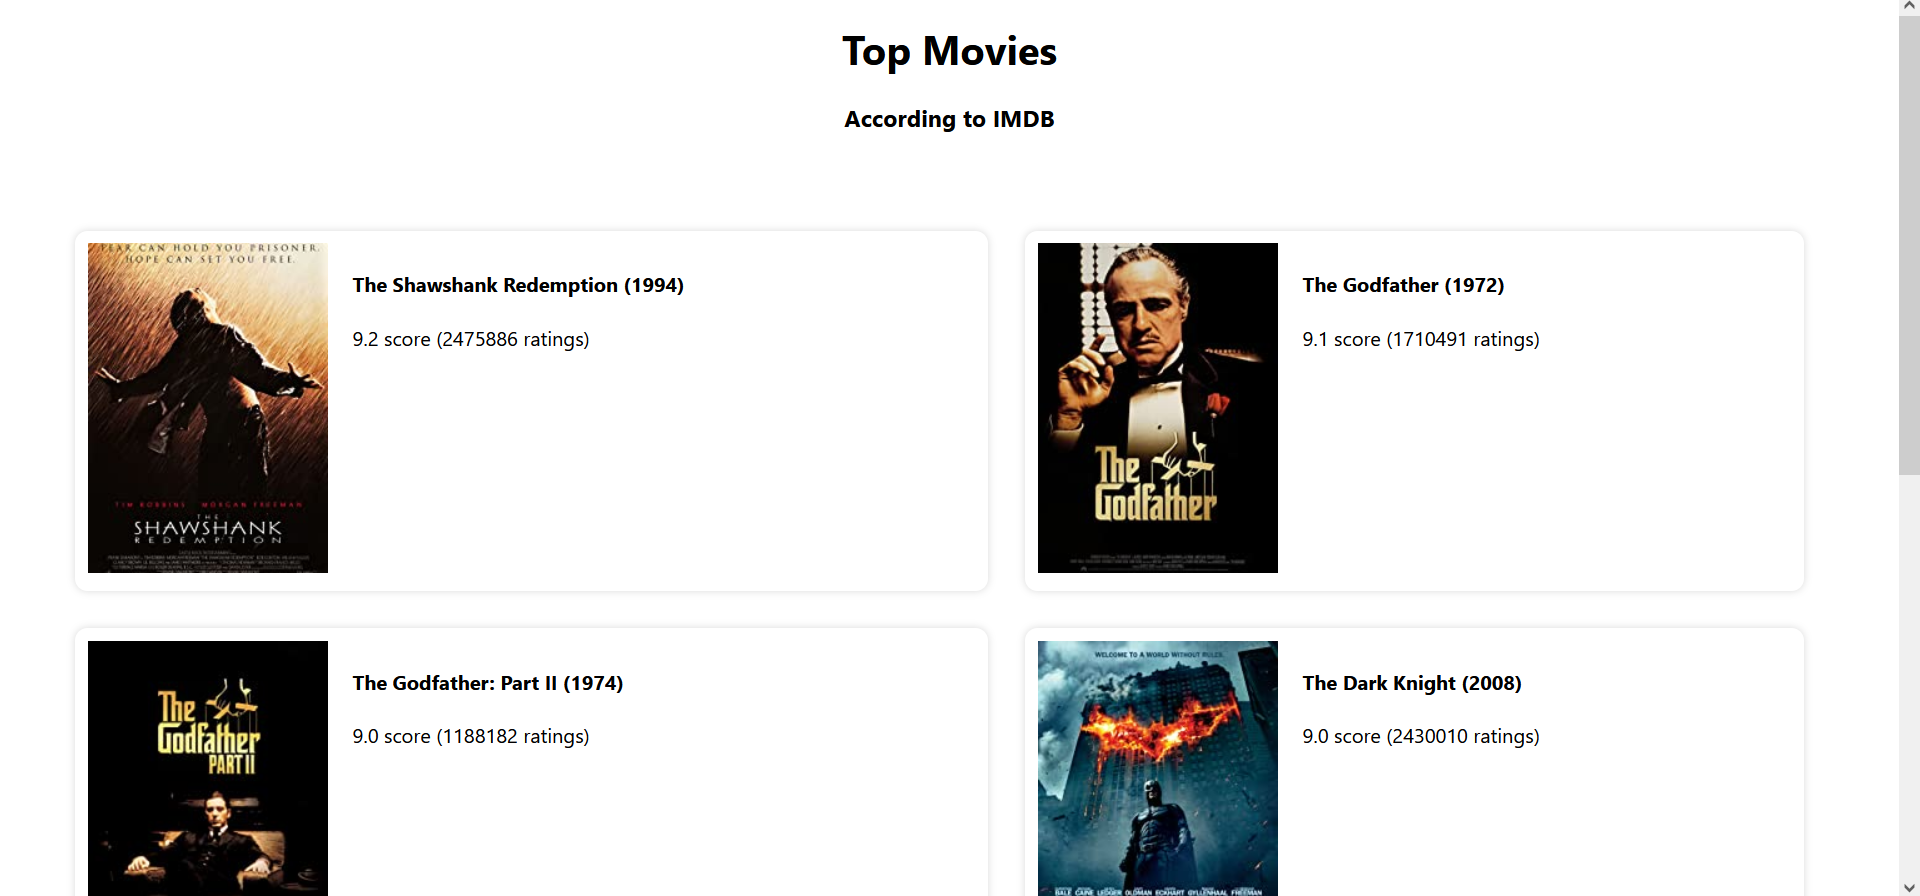 Top Movies
According to IMDB
FEAR CAN HOLD YOU PRISONER.
HOPE CAN SET YOU FREE.
TIM ROBBINS MORGAN FREEMAN
THE
SHAWSHANK
REDEMPTION
The Shawshank Redemption (1994)
9.2 score (2475886 ratings)
The
Godfather
The Godfather (1972)
9.1 score (1710491 ratings)
The
Godfather
PART II
The Godfather: Part II (1974)
9.0 score (1188182 ratings)
WELCOME TO A WORLD WITHOUT RULES.
BALE CAINE LEDGER OLDMAN ECKHART GYLLENHAAL FREEMAN
The Dark Knight (2008)
9.0 score (2430010 ratings)